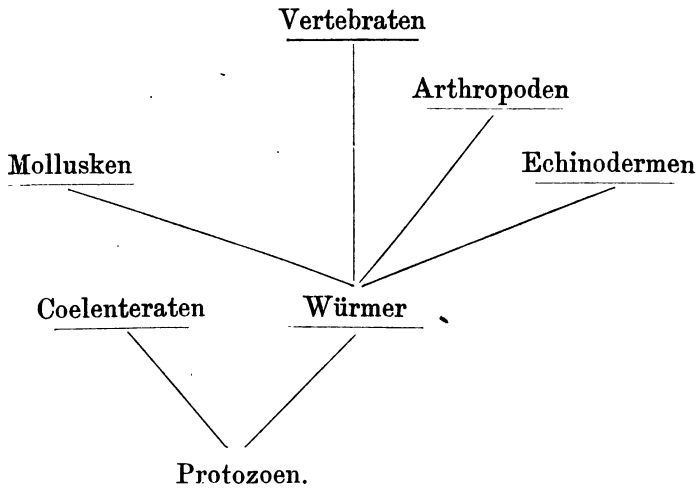 Vertebraten
Arthropoden
Mollusken
Echinodermen
Coelenteraten
Würmer
Protozoen.